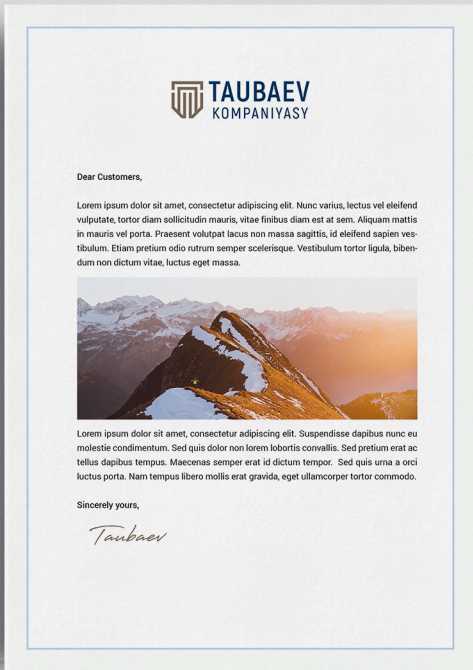 TAUBAEV
KOMPANIYASY
Dear Customers,
Lorem ipsum dolor sit amet, consectetur adipiscing elit. Nunc varius, lectus vel eleifend
vulputate, tortor diam sollicitudin mauris, vitae finibus diam est at sem. Aliquam mattis
in mauris vel porta. Praesent volutpat lacus non massa sagittis, id eleifend sapien ves-
tibulum. Etiam pretium odio rutrum semper scelerisque. Vestibulum tortor ligula, biben-
dum non dictum vitae, luctus eget massa.
Lorem ipsum dolor sit amet, consectetur adipiscing elit. Suspendisse dapibus nunc eu
molestie condimentum. Sed quis dolor non lorem lobortis convallis. Sed pretium erat ac
tellus dapibus tempus. Maecenas semper erat id dictum tempor. Sed quis urna a orci
luctus porta. Nam tempus libero mollis erat gravida, eget ullamcorper tortor commodo.
Sincerely yours,
Taubaev